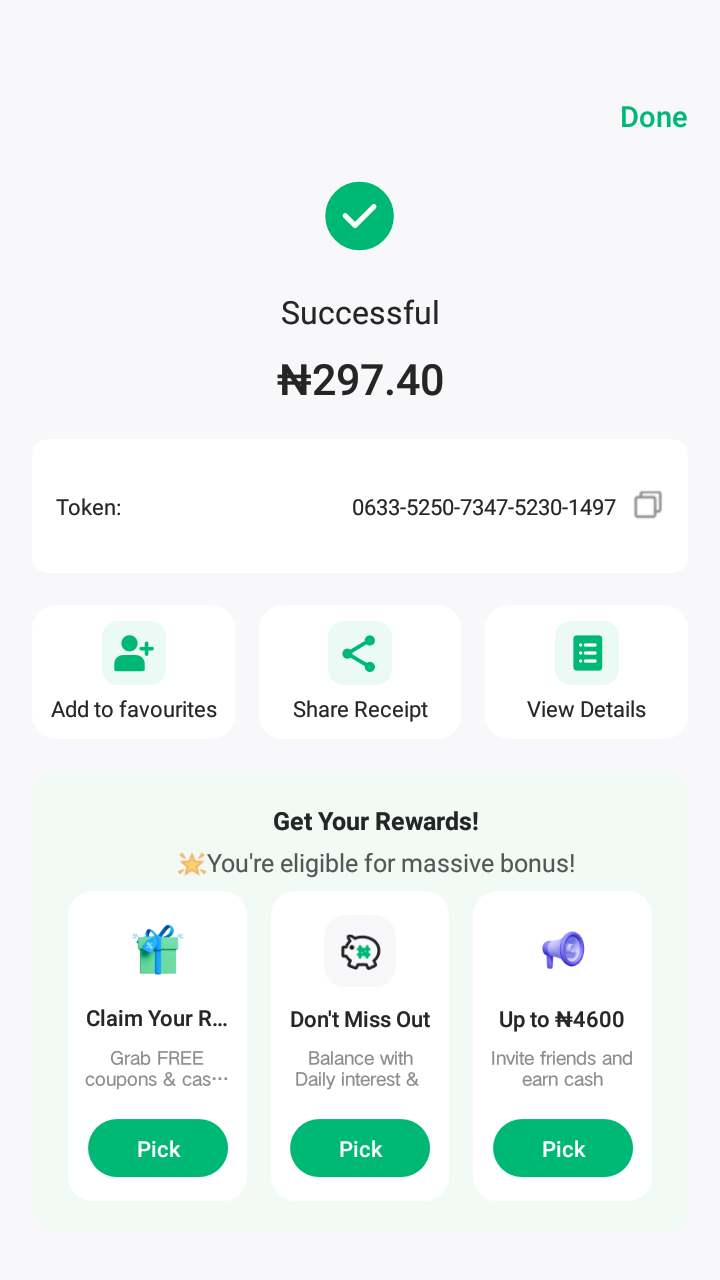 Done
Successful
₦297.40
Token: 0633-5250-7347-5230-1497
Add to favourites Share Receipt View Details
Get Your Rewards!
🌟You're eligible for massive bonus!
Claim Your R... Don't Miss Out Up to ₦4600
Grab FREE Balance with Invite friends and
coupons & cas··· Daily interest & earn cash
Pick Pick Pick